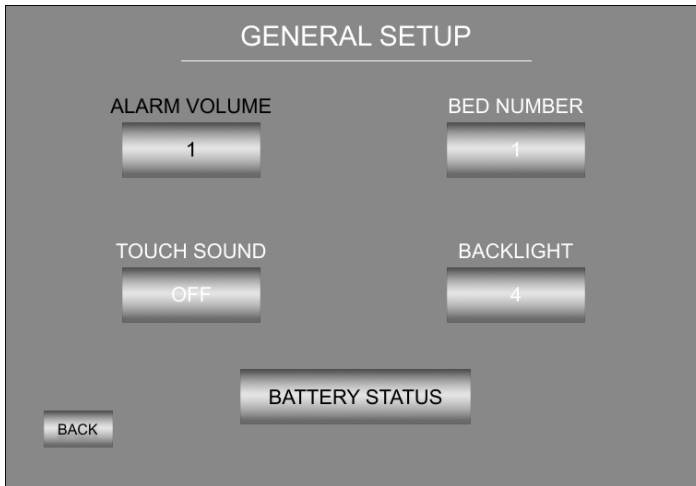 GENERAL SETUP
ALARM VOLUME
1
BED NUMBER
1
TOUCH SOUND
OFF
BACKLIGHT
4
BATTERY STATUS
BACK